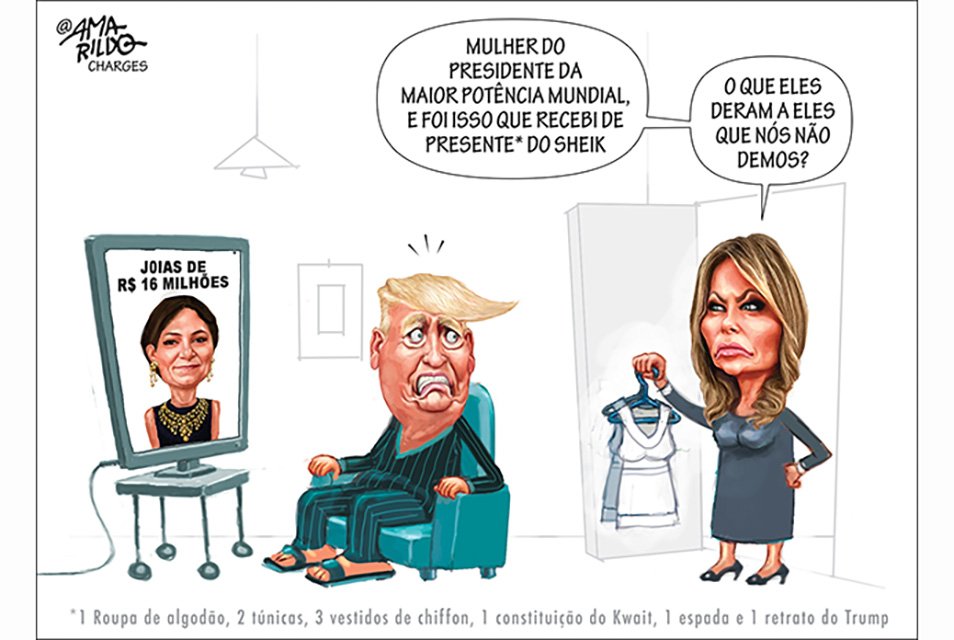 @AMA
RILDO
CHARGES
MULHER DO
PRESIDENTE DA
MAIOR POTÊNCIA MUNDIAL,
E FOI ISSO QUE RECEBI DE
PRESENTE* DO SHEIK
O QUE ELES
DERAM A ELES
QUE NÓS NÃO
DEMOS?
JOIAS DE
R$ 16 MILHÕES
*1 Roupa de algodão, 2 túnicas, 3 vestidos de chiffon, 1 constituição do Kwait, 1 espada e 1 retrato do Trump